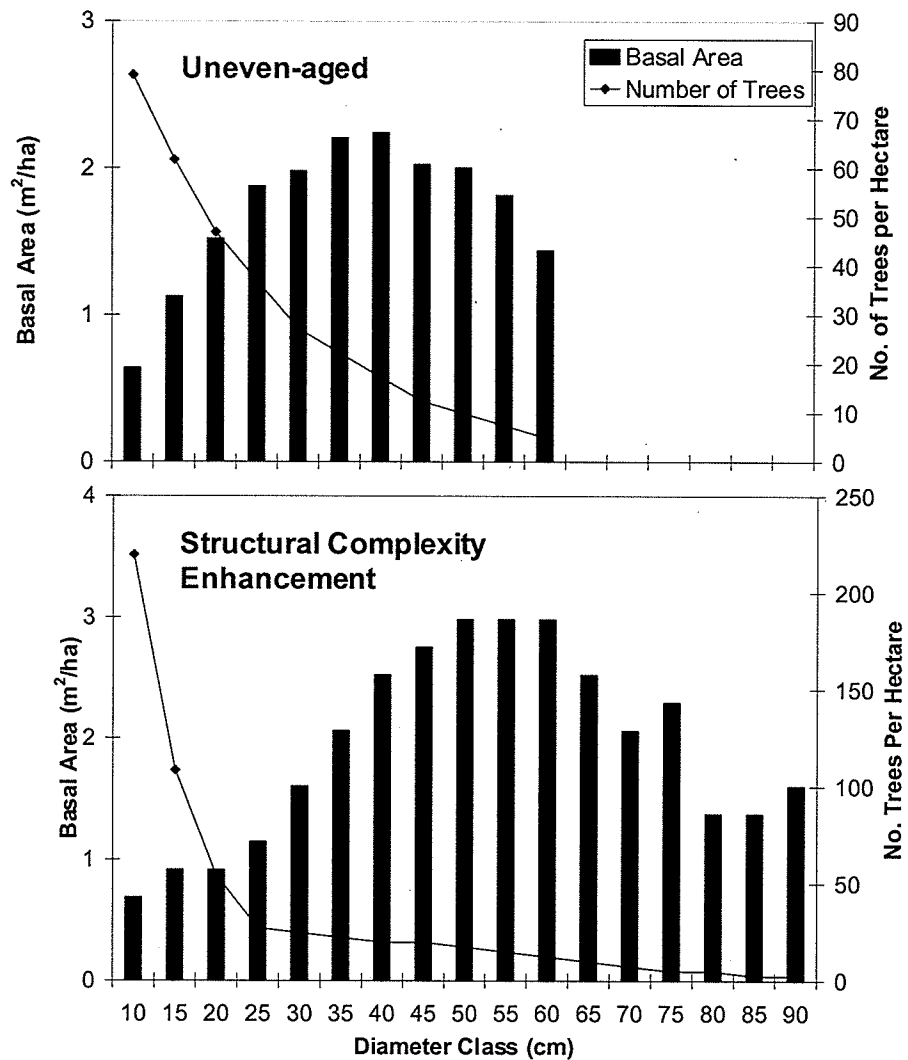 Uneven-aged
Basal Area
Number of Trees
Basal Area (m²/ha)
3
2
1
0
No. of Trees per Hectare
90
80
70
60
50
40
30
20
10
0
Structural Complexity
Enhancement
Basal Area (m²/ha)
4
3
2
1
0
No. Trees Per Hectare
250
200
150
100
50
0
10 15 20 25 30 35 40 45 50 55 60 65 70 75 80 85 90
Diameter Class (cm)